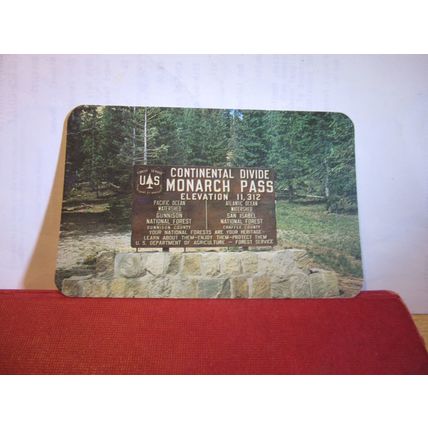 FOREST SERVICE
U S
CONTINENTAL DIVIDE
MONARCH PASS
ELEVATION 11,312
PACIFIC OCEAN ATLANTIC OCEAN
WATERSHED WATERSHED
GUNNISON SAN ISABEL
NATIONAL FOREST NATIONAL FOREST
GUNNISON COUNTY CHAFFEE COUNTY
YOUR NATIONAL FORESTS ARE YOUR HERITAGE
LEARN ABOUT THEM-ENJOY THEM-PROTECT THEM
U. S. DEPARTMENT OF AGRICULTURE - FOREST SERVICE